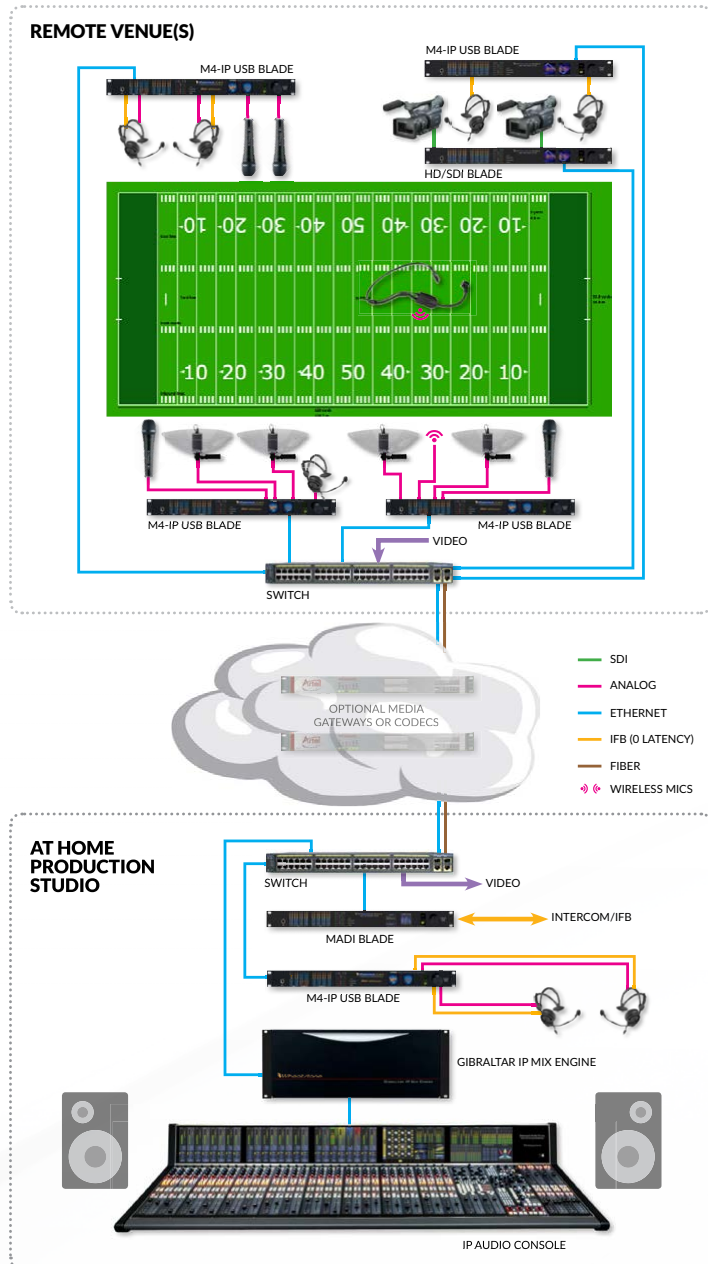 REMOTE VENUE(S)
M4-IP USB BLADE
M4-IP USB BLADE
HD/SDI BLADE
-10 -20 -30 -40 50 40- 30- 20- 10-
-10 -20 -30 -40 50 40- 30- 20- 10-
M4-IP USB BLADE
M4-IP USB BLADE
VIDEO
SWITCH
OPTIONAL MEDIA
GATEWAYS OR CODECS
SDI
ANALOG
ETHERNET
IFB (0 LATENCY)
FIBER
WIRELESS MICS
AT HOME
PRODUCTION
STUDIO
SWITCH
VIDEO
MADI BLADE
INTERCOM/IFB
M4-IP USB BLADE
GIBRALTAR IP MIX ENGINE
IP AUDIO CONSOLE